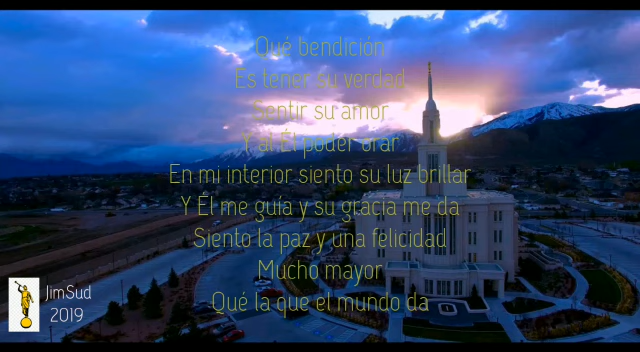 Qué bendición
Es tener su verdad
Sentir su amor
Y al Él poder orar
En mi interior siento su luz brillar
Y Él me guía y su grácia me da
Siento la paz y una felicidad
Mucho mayor
Qué la que el mundo da
JimSud
2019